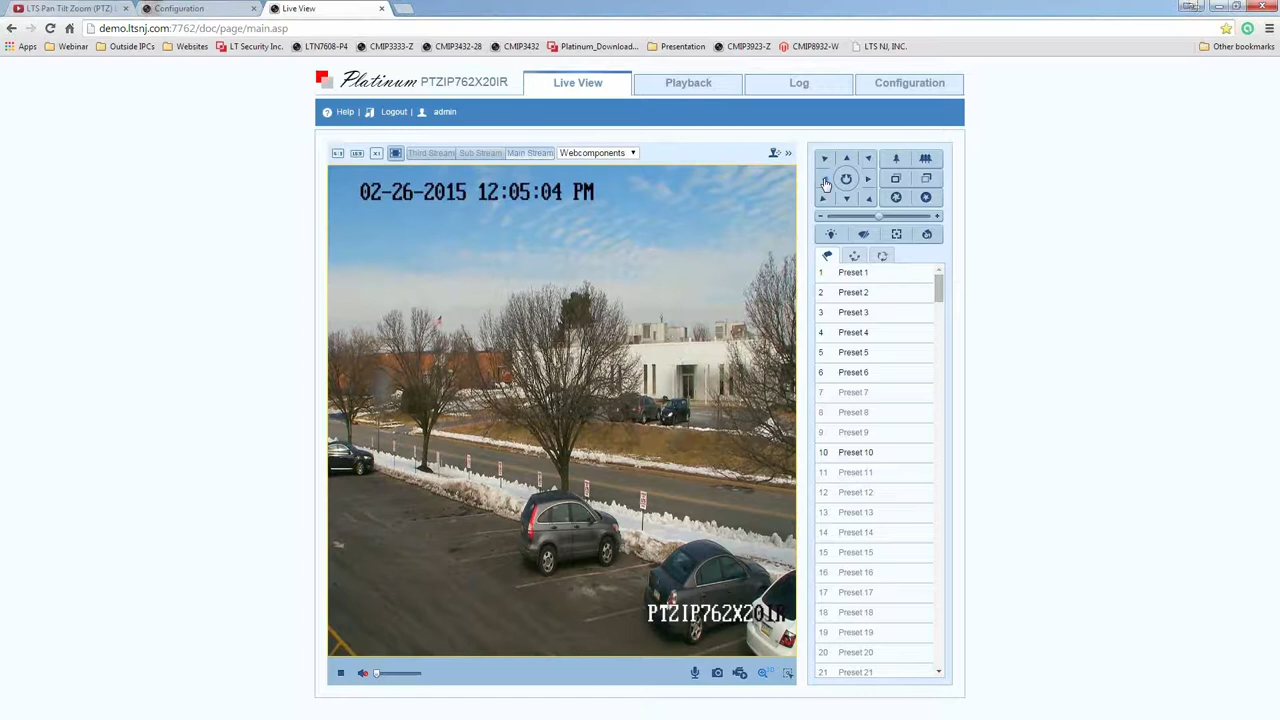 LTS Pan Tilt Zoom (PTZ)
Configuration
Live View
demo.ltsnj.com:7762/doc/page/main.asp
Apps
Webinar
Outside IPCs
Websites
LT Security Inc.
LTN7608-P4
CMIP3333-Z
CMIP3432-28
CMIP3432
Platinum_Download...
Presentation
CMIP3923-Z
CMIP8932-W
LTS NJ, INC.
Other bookmarks
Platinum PTZIP762X20IR
Live View
Playback
Log
Configuration
Help | Logout | admin
Third Stream Sub Stream Main Stream Webcomponents
02-26-2015 12:05:04 PM
PTZIP762X20IR
1 Preset 1
2 Preset 2
3 Preset 3
4 Preset 4
5 Preset 5
6 Preset 6
7 Preset 7
8 Preset 8
9 Preset 9
10 Preset 10
11 Preset 11
12 Preset 12
13 Preset 13
14 Preset 14
15 Preset 15
16 Preset 16
17 Preset 17
18 Preset 18
19 Preset 19
20 Preset 20
21 Preset 21